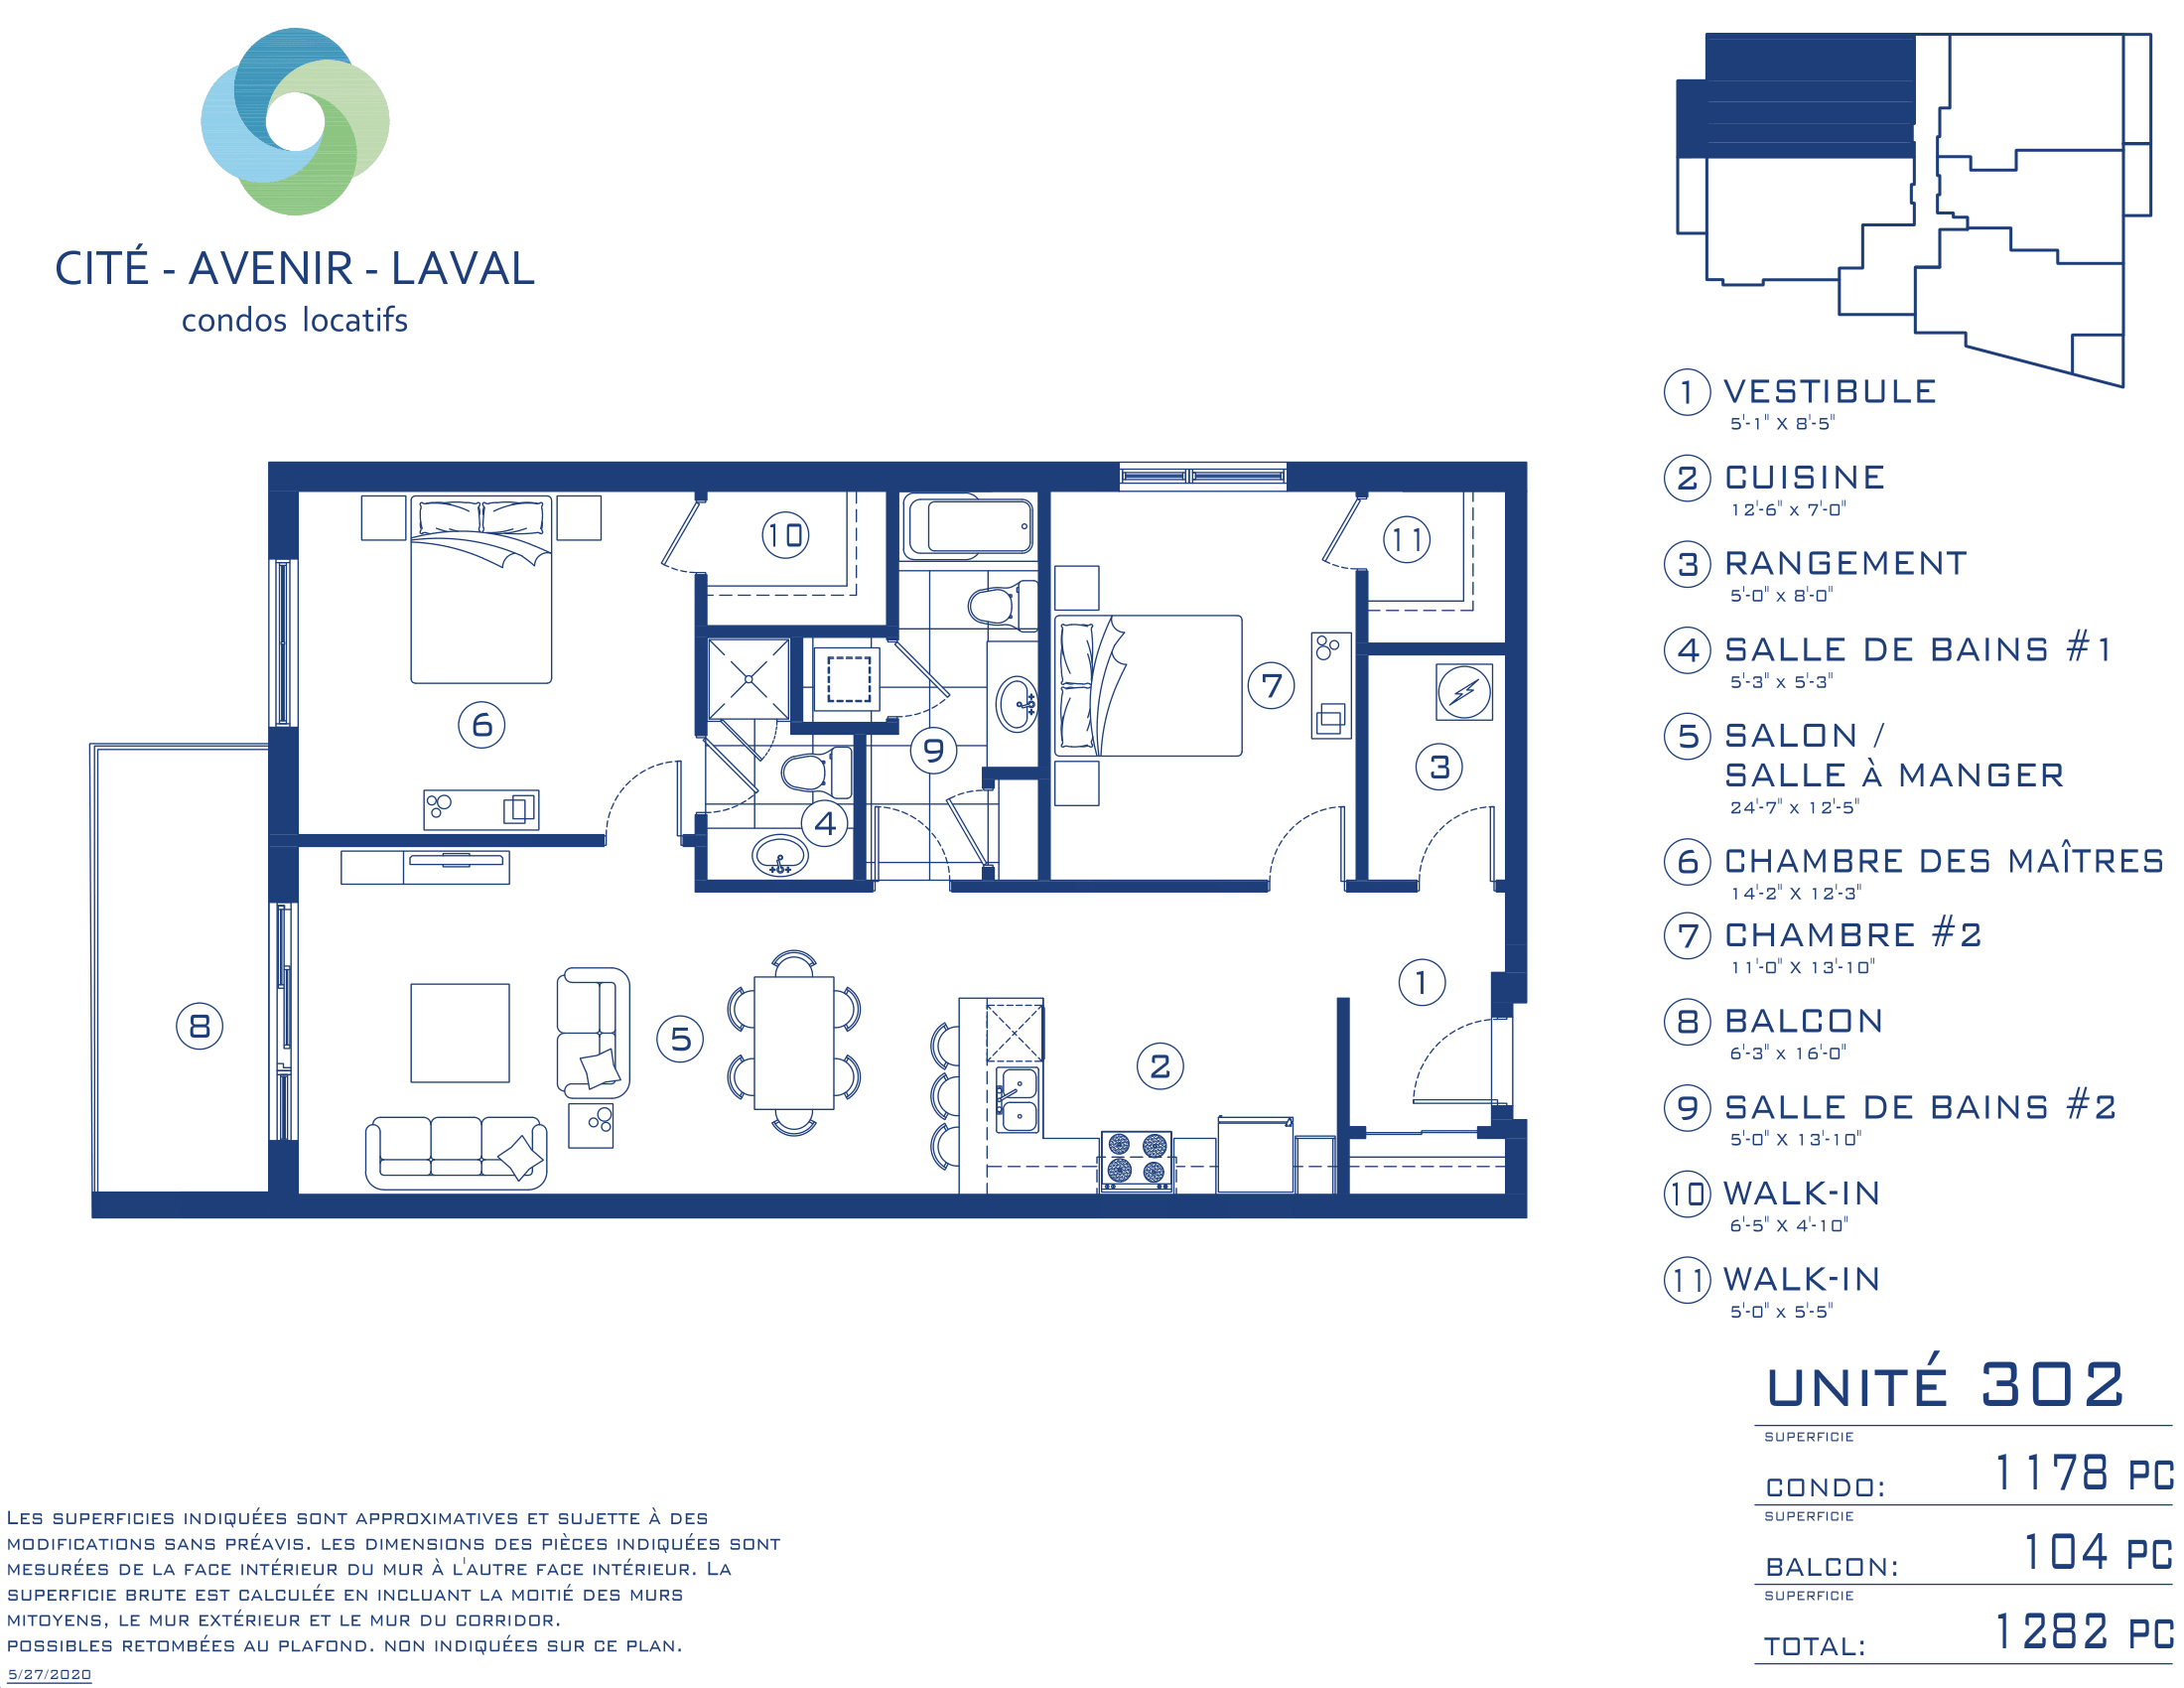 CITÉ - AVENIR - LAVAL
condos locatifs
10
11
6
7
9
3
4
8
5
2
1
1 VESTIBULE
5'-1" X 8'-5"
2 CUISINE
12'-6" X 7'-0"
3 RANGEMENT
5'-0" X 8'-0"
4 SALLE DE BAINS #1
5'-3" X 5'-3"
5 SALON /
SALLE À MANGER
24'-7" X 12'-5"
6 CHAMBRE DES MAÎTRES
14'-2" X 12'-3"
7 CHAMBRE #2
11'-0" X 13'-10"
8 BALCON
6'-3" X 16'-0"
9 SALLE DE BAINS #2
5'-0" X 13'-10"
10 WALK-IN
6'-5" X 4'-10"
11 WALK-IN
5'-0" X 5'-5"
UNITÉ 302
SUPERFICIE
CONDO: 1178 PC
SUPERFICIE
BALCON: 104 PC
SUPERFICIE
TOTAL: 1282 PC
LES SUPERFICIES INDIQUÉES SONT APPROXIMATIVES ET SUJETTE À DES
MODIFICATIONS SANS PRÉAVIS. LES DIMENSIONS DES PIÈCES INDIQUÉES SONT
MESURÉES DE LA FACE INTÉRIEUR DU MUR À L'AUTRE FACE INTÉRIEUR. LA
SUPERFICIE BRUTE EST CALCULÉE EN INCLUANT LA MOITIÉ DES MURS
MITOYENS, LE MUR EXTÉRIEUR ET LE MUR DU CORRIDOR.
POSSIBLES RETOMBÉES AU PLAFOND. NON INDIQUÉES SUR CE PLAN.
5/27/2020